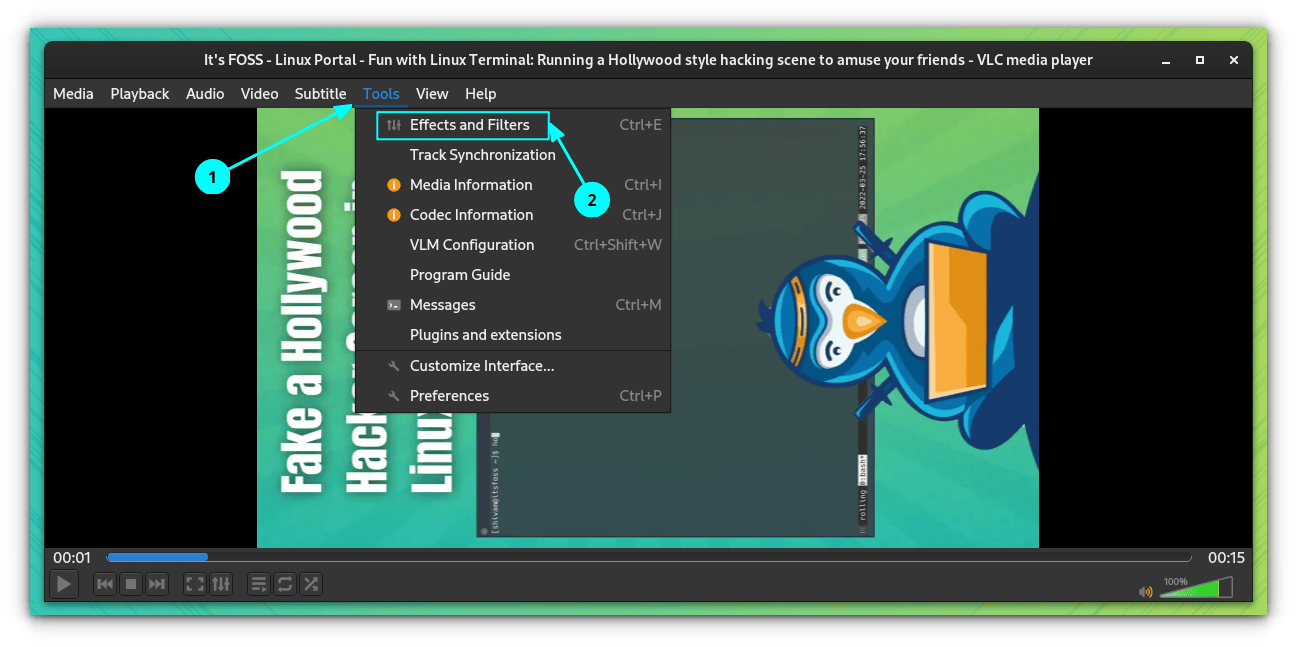 It's FOSS - Linux Portal - Fun with Linux Terminal: Running a Hollywood style hacking scene to amuse your friends - VLC media player
Media Playback Audio Video Subtitle Tools View Help
1
2
Effects and Filters Ctrl+E
Track Synchronization
Media Information Ctrl+I
Codec Information Ctrl+J
VLM Configuration Ctrl+Shift+W
Program Guide
Messages Ctrl+M
Plugins and extensions
Customize Interface...
Preferences Ctrl+P
Fake a Hollywood
Linux
[shivam@itsfoss ~]$ ho
rolling 0:bash*
2022-03-25 17:56:37
00:01
00:15
100%